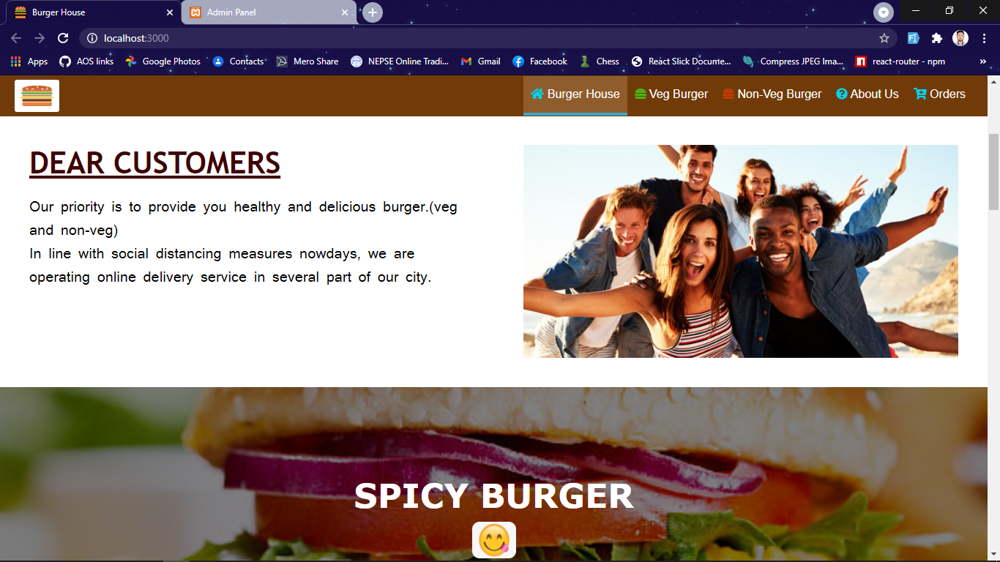 Burger House
Admin Panel
localhost:3000
Apps
AOS links
Google Photos
Contacts
Mero Share
NEPSE Online Tradi...
Gmail
Facebook
Chess
React Slick Docume...
Compress JPEG Ima...
react-router - npm
»
Burger House
Veg Burger
Non-Veg Burger
About Us
Orders
DEAR CUSTOMERS
Our priority is to provide you healthy and delicious burger.(veg
and non-veg)
In line with social distancing measures nowdays, we are
operating online delivery service in several part of our city.
SPICY BURGER